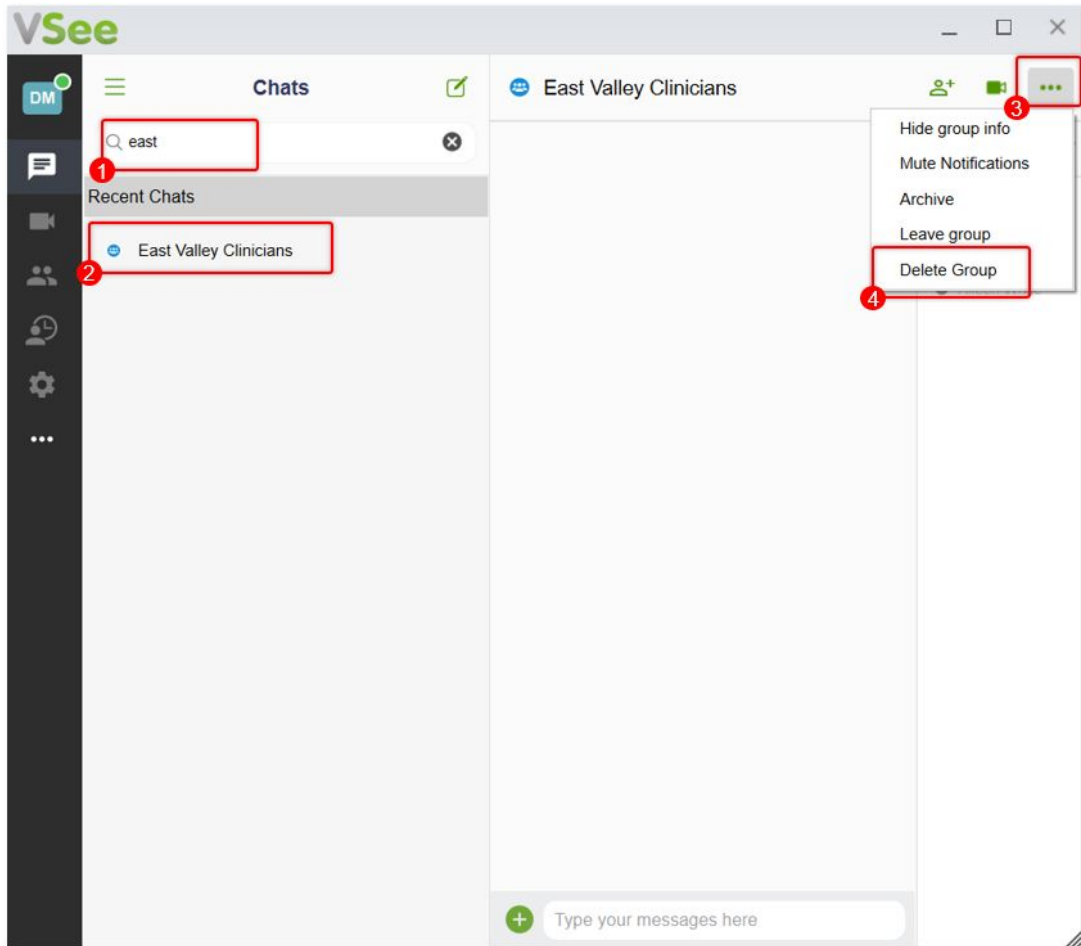 VSee
DM
Chats
East Valley Clinicians
3
Hide group info
Mute Notifications
Archive
Leave group
Delete Group
4
east
1
Recent Chats
East Valley Clinicians
2
Type your messages here